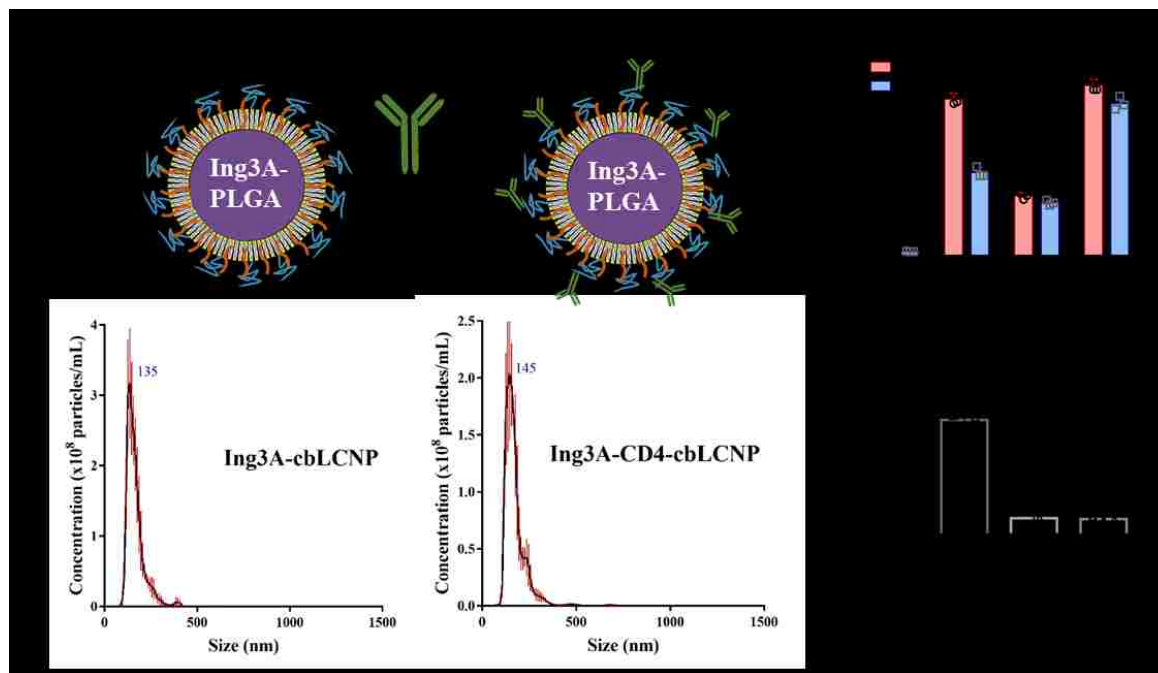 Ing3A-
PLGA
Ing3A-
PLGA
Concentration (x10⁸ particles/mL)
4
3
2
1
0
135
Ing3A-cbLCNP
0
500
1000
1500
Size (nm)
Concentration (x10⁸ particles/mL)
2.5
2.0
1.5
1.0
0.5
0.0
145
Ing3A-CD4-cbLCNP
0
500
1000
1500
Size (nm)